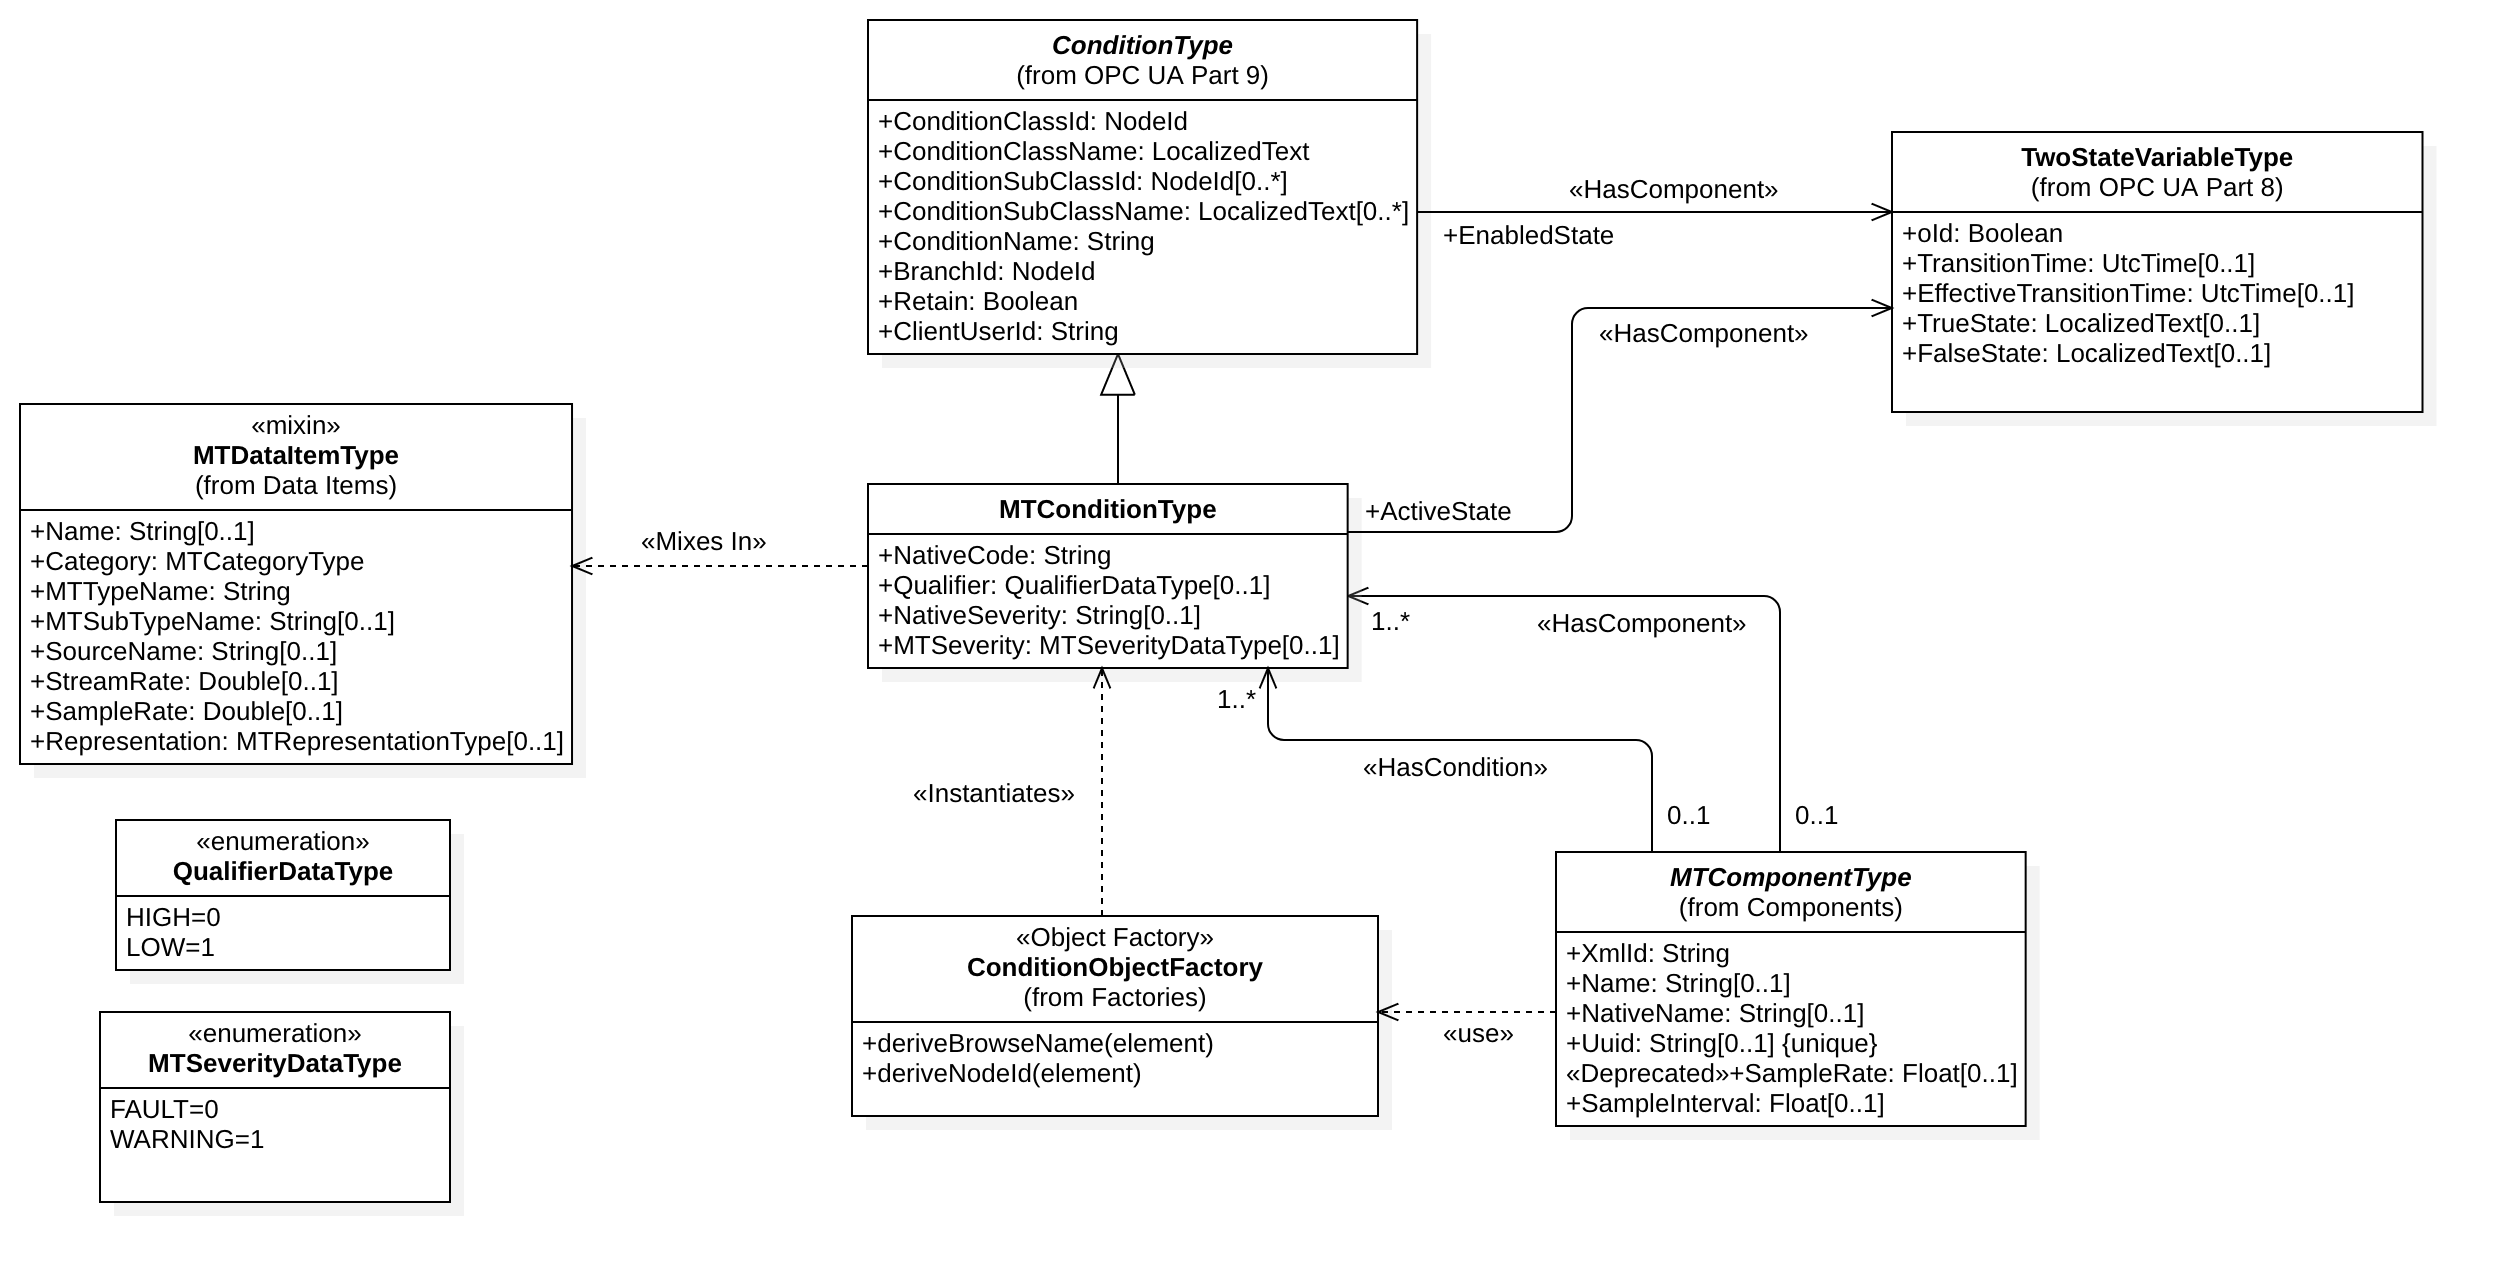 ConditionType
(from OPC UA Part 9)
+ConditionClassId: NodeId
+ConditionClassName: LocalizedText
+ConditionSubClassId: NodeId[0..*]
+ConditionSubClassName: LocalizedText[0..*]
+ConditionName: String
+BranchId: NodeId
+Retain: Boolean
+ClientUserId: String
«HasComponent»
+EnabledState
TwoStateVariableType
(from OPC UA Part 8)
+oId: Boolean
+TransitionTime: UtcTime[0..1]
+EffectiveTransitionTime: UtcTime[0..1]
+TrueState: LocalizedText[0..1]
+FalseState: LocalizedText[0..1]
«HasComponent»
+ActiveState
«mixin»
MTDataItemType
(from Data Items)
+Name: String[0..1]
+Category: MTCategoryType
+MTTypeName: String
+MTSubTypeName: String[0..1]
+SourceName: String[0..1]
+StreamRate: Double[0..1]
+SampleRate: Double[0..1]
+Representation: MTRepresentationType[0..1]
«Mixes In»
MTConditionType
+NativeCode: String
+Qualifier: QualifierDataType[0..1]
+NativeSeverity: String[0..1]
+MTSeverity: MTSeverityDataType[0..1]
1..*
«HasComponent»
1..*
«HasCondition»
«Instantiates»
0..1
0..1
«enumeration»
QualifierDataType
HIGH=0
LOW=1
«enumeration»
MTSeverityDataType
FAULT=0
WARNING=1
«Object Factory»
ConditionObjectFactory
(from Factories)
+deriveBrowseName(element)
+deriveNodeId(element)
«use»
MTComponentType
(from Components)
+XmlId: String
+Name: String[0..1]
+NativeName: String[0..1]
+Uuid: String[0..1] {unique}
«Deprecated»+SampleRate: Float[0..1]
+SampleInterval: Float[0..1]